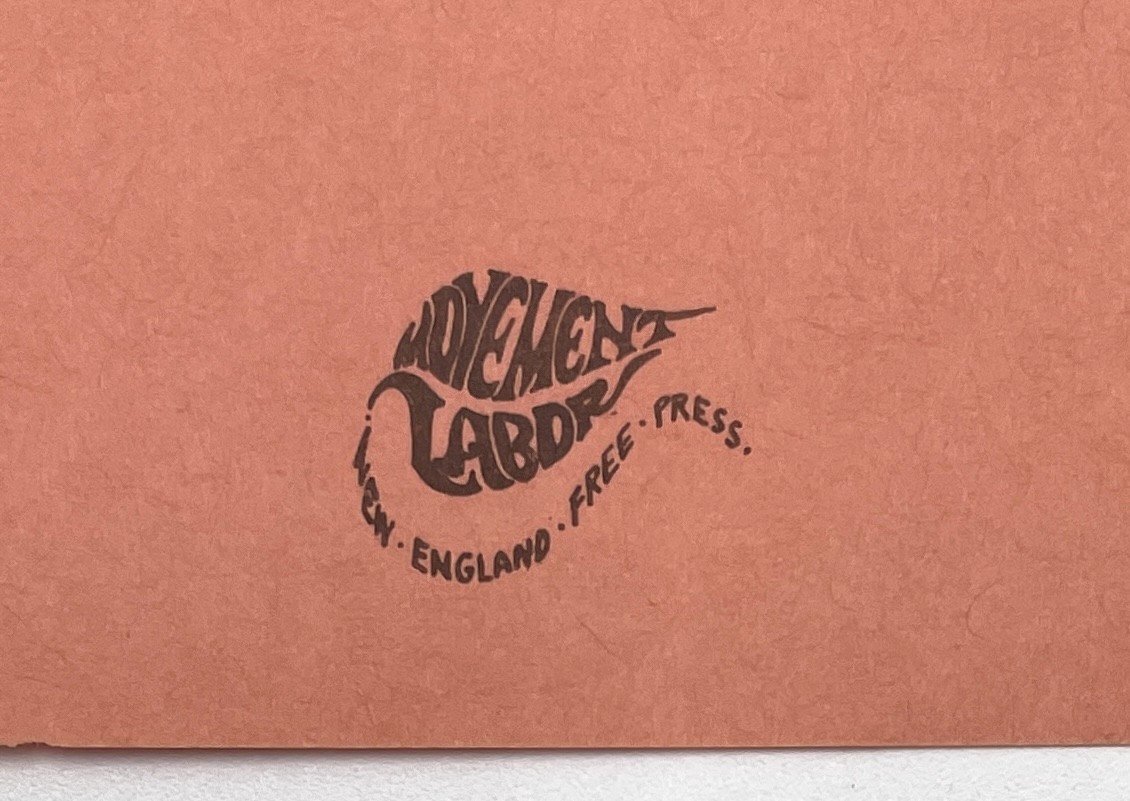 MOVEMENT
LABOR
NEW · ENGLAND · FREE · PRESS.